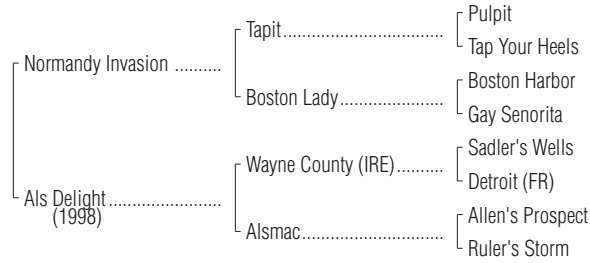 Pulpit
Tapit................................
Tap Your Heels
Normandy Invasion ..........
Boston Harbor
Boston Lady.....................
Gay Senorita
Sadler's Wells
Wayne County (IRE)..........
Detroit (FR)
Als Delight.......................
(1998)
Allen's Prospect
Alsmac.............................
Ruler's Storm